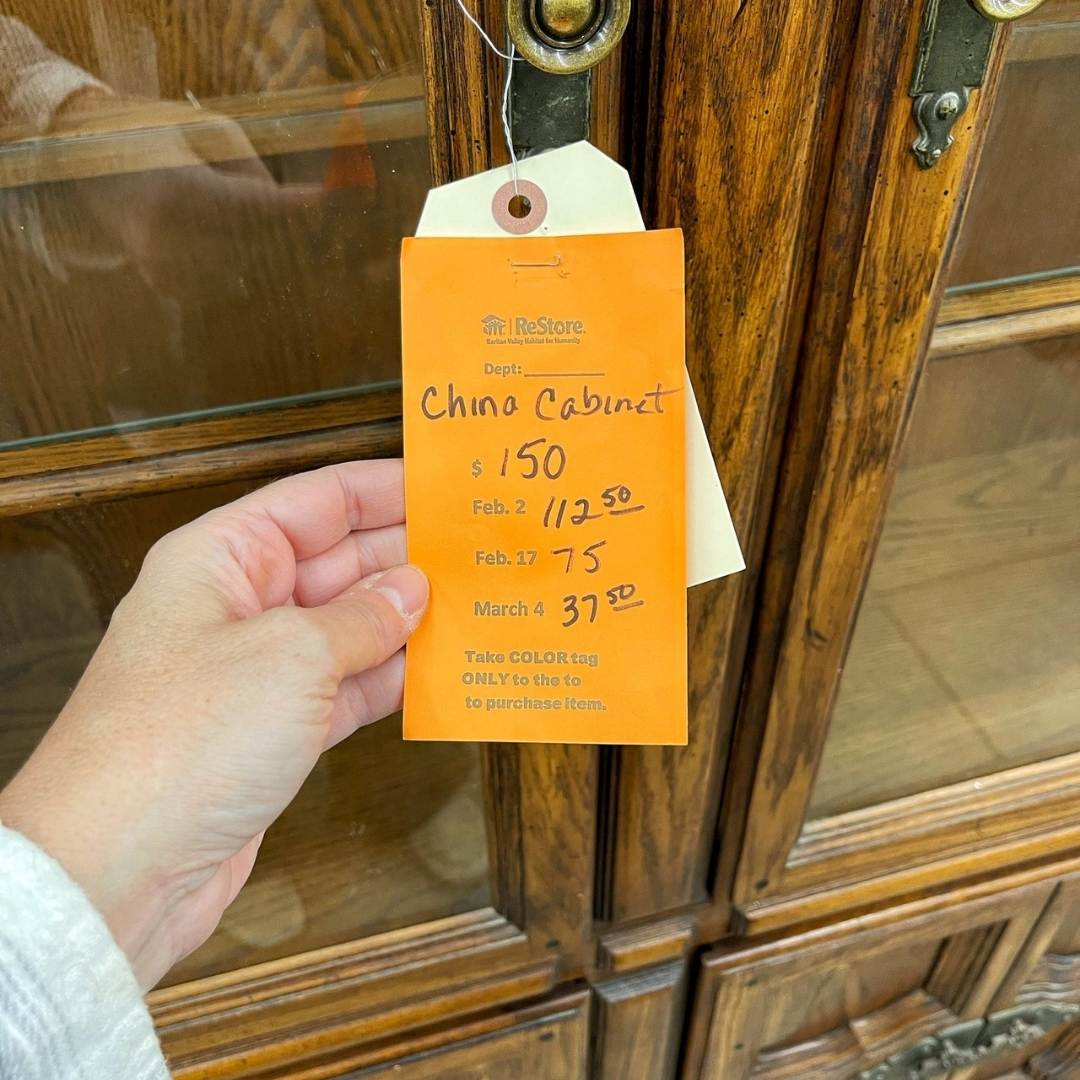 ReStore.
Raritan Valley Habitat for Humanity
Dept:
China Cabinet
$ 150
Feb. 2 112 50
Feb. 17 75
March 4 37 50
Take COLOR tag
ONLY to the to
to purchase item.